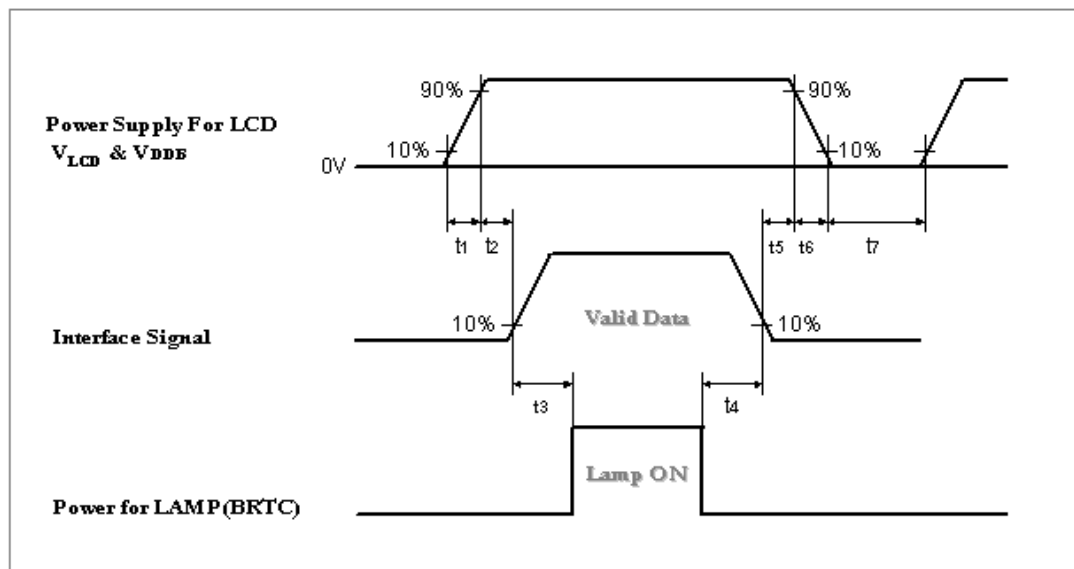 90%
90%
Power Supply For LCD
VLCD & VDDB
10%
10%
0V
t1
t2
t5
t6
t7
Valid Data
10%
10%
Interface Signal
t3
t4
Lamp ON
Power for LAMP(BRTC)